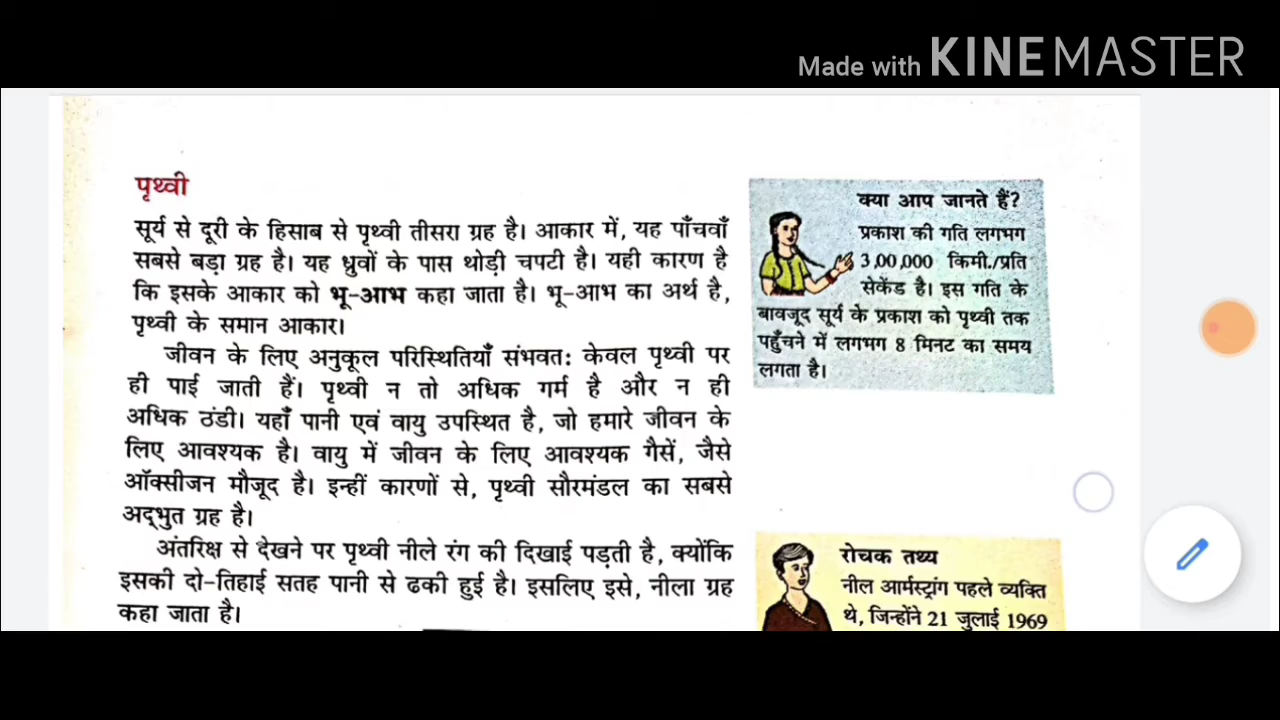 Made with KINEMASTER
पृथ्वी
सूर्य से दूरी के हिसाब से पृथ्वी तीसरा ग्रह है। आकार में, यह पाँचवाँ
सबसे बड़ा ग्रह है। यह ध्रुवों के पास थोड़ी चपटी है। यही कारण है
कि इसके आकार को भू-आभ कहा जाता है। भू-आभ का अर्थ है,
पृथ्वी के समान आकार।
जीवन के लिए अनुकूल परिस्थितियाँ संभवतः केवल पृथ्वी पर
ही पाई जाती हैं। पृथ्वी न तो अधिक गर्म है और न ही
अधिक ठंडी। यहाँ पानी एवं वायु उपस्थित है, जो हमारे जीवन के
लिए आवश्यक है। वायु में जीवन के लिए आवश्यक गैसें, जैसे
ऑक्सीजन मौजूद है। इन्हीं कारणों से, पृथ्वी सौरमंडल का सबसे
अद्भुत ग्रह है।
अंतरिक्ष से देखने पर पृथ्वी नीले रंग की दिखाई पड़ती है, क्योंकि
इसकी दो-तिहाई सतह पानी से ढकी हुई है। इसलिए इसे, नीला ग्रह
कहा जाता है।
क्या आप जानते हैं?
प्रकाश की गति लगभग
3,00,000 किमी./प्रति
सेकेंड है। इस गति के
बावजूद सूर्य के प्रकाश को पृथ्वी तक
पहुँचने में लगभग 8 मिनट का समय
लगता है।
रोचक तथ्य
नील आर्मस्ट्रांग पहले व्यक्ति
थे, जिन्होंने 21 जुलाई 1969